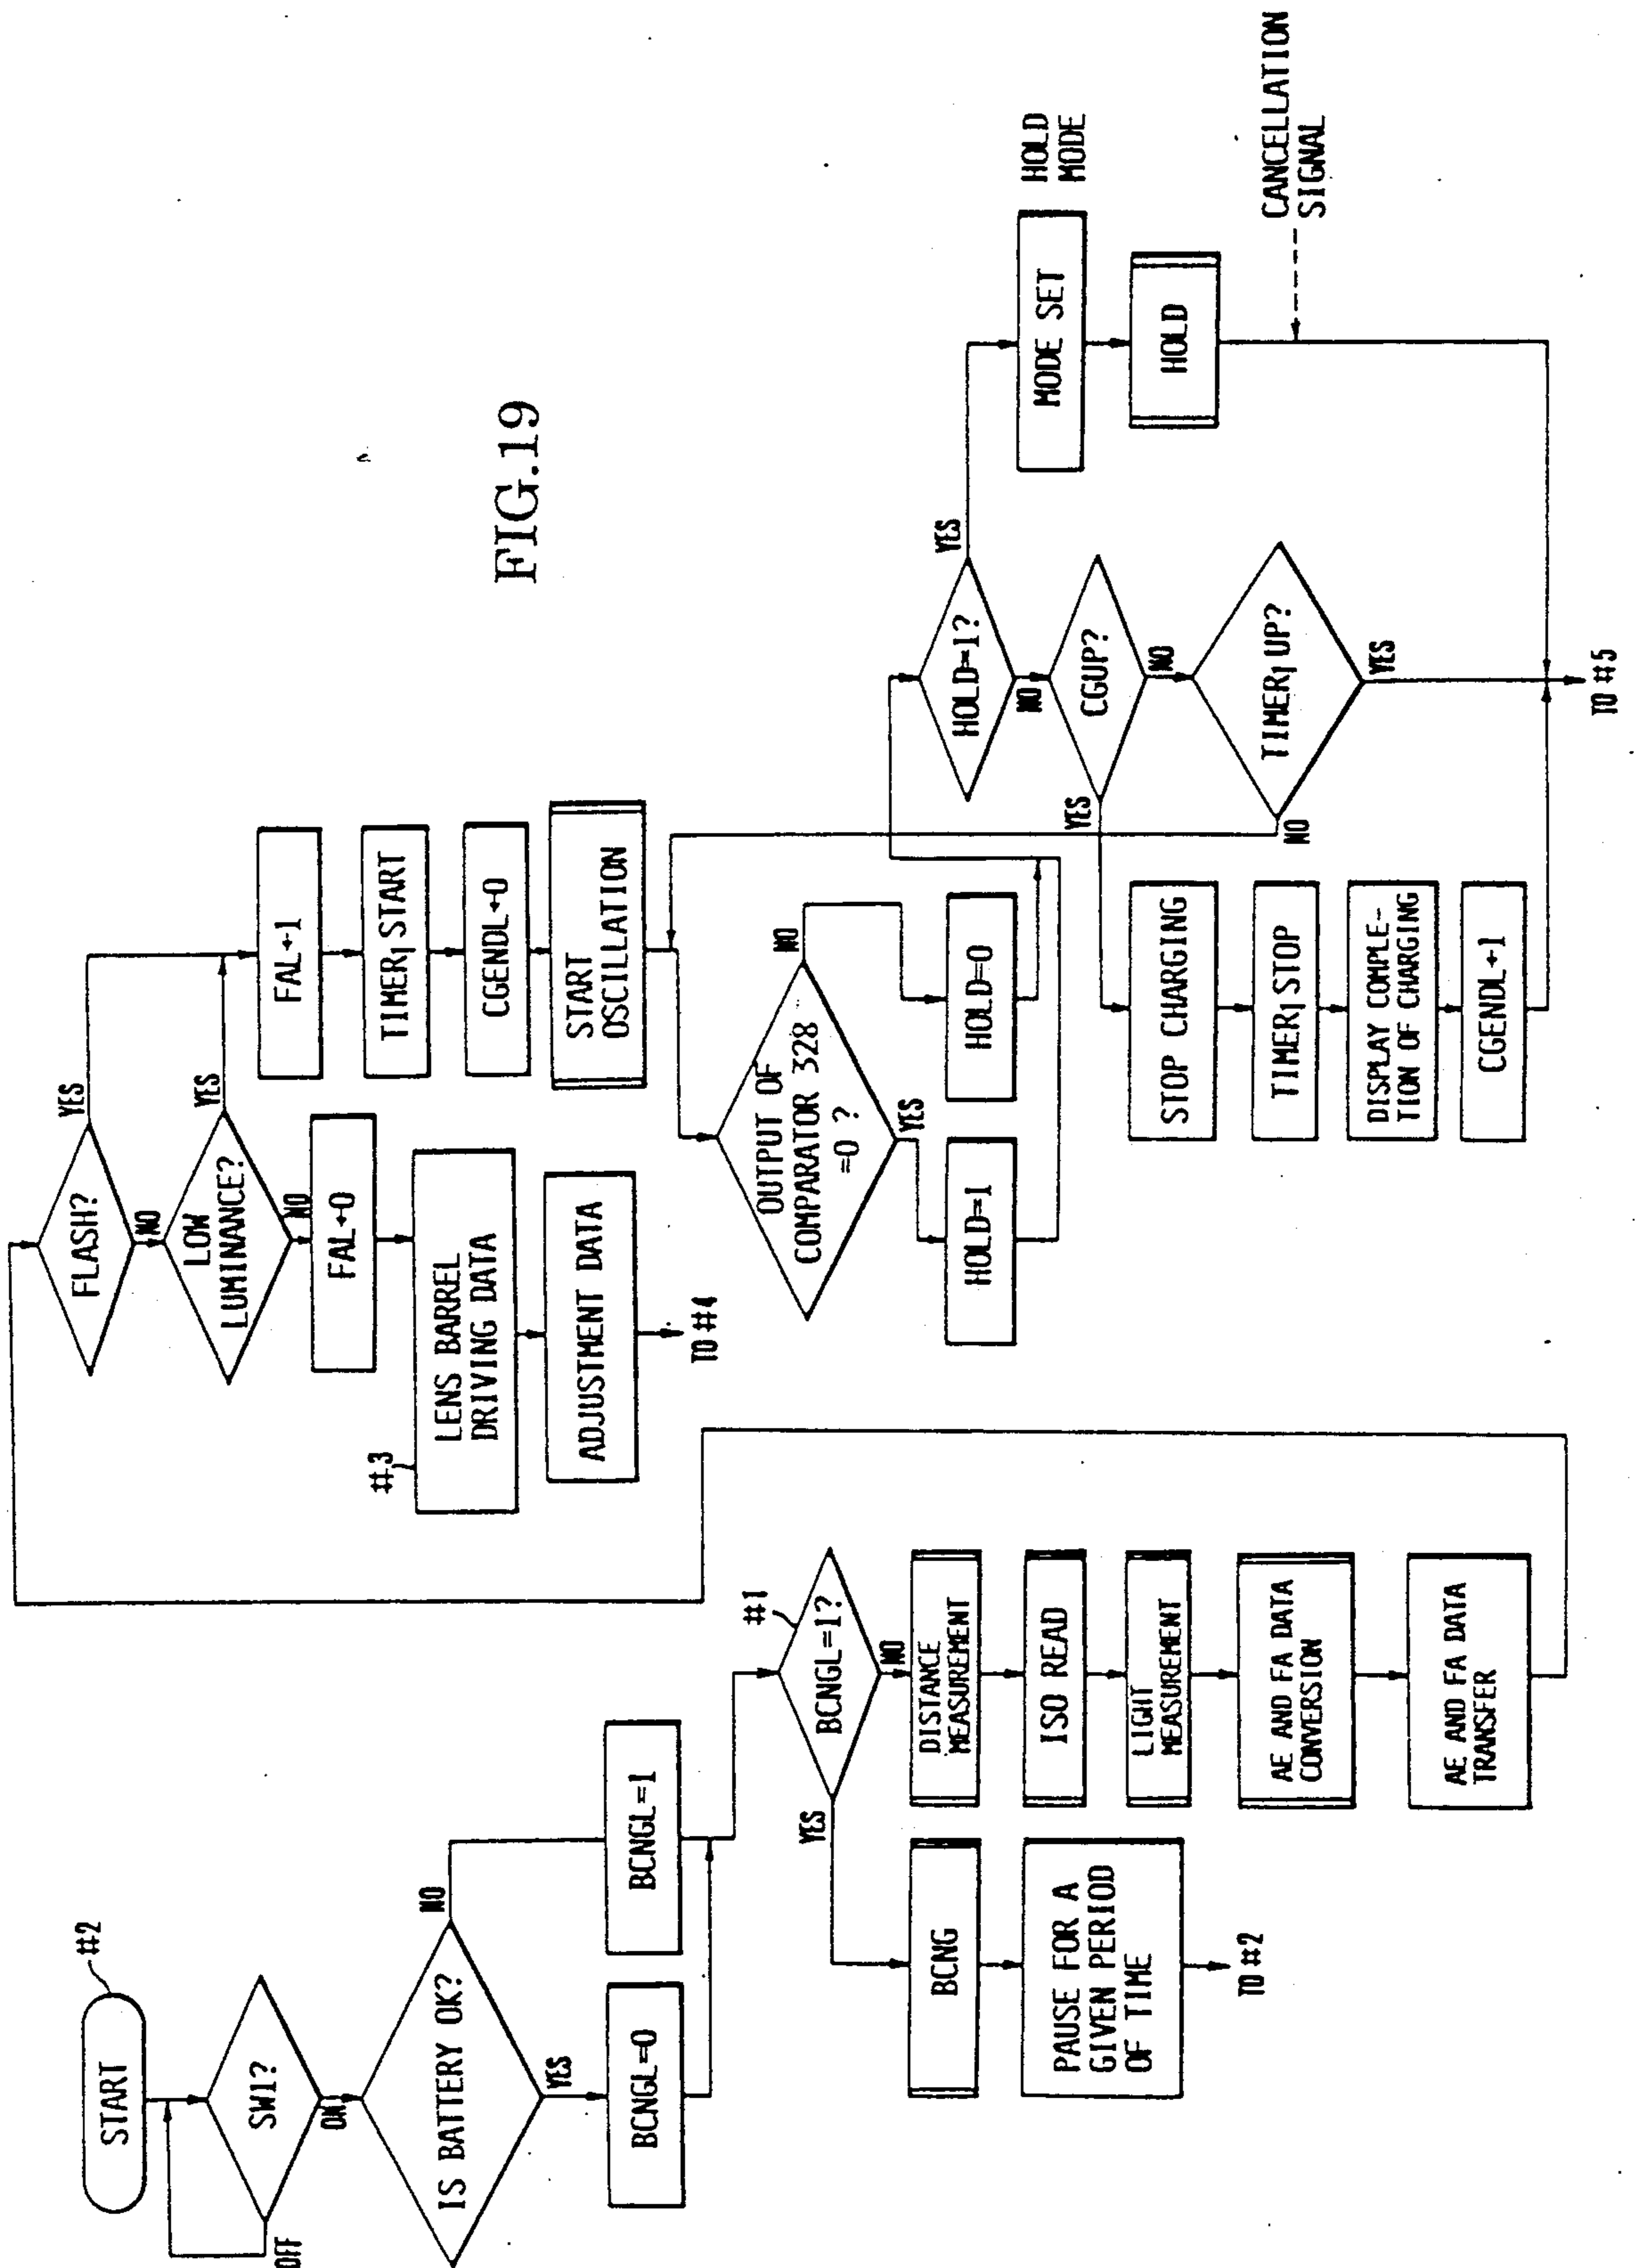 FIG.19
START
#2
SW1?
OFF
ON
IS BATTERY OK?
NO
YES
BCNGL=0
BCNGL=1
#1
BCNGL=1?
YES
NO
BCNG
PAUSE FOR A
GIVEN PERIOD
OF TIME
TO #2
DISTANCE
MEASUREMENT
ISO READ
LIGHT
MEASUREMENT
AE AND FA DATA
CONVERSION
AE AND FA DATA
TRANSFER
FLASH?
YES
NO
LOW
LUMINANCE?
YES
NO
FAL←0
#3
LENS BARREL
DRIVING DATA
ADJUSTMENT DATA
TO #4
FAL←1
TIMER1 START
CGENDL←0
START
OSCILLATION
OUTPUT OF
COMPARATOR 328
=0 ?
NO
YES
HOLD=1
HOLD=0
HOLD=1?
YES
NO
CGUP?
YES
NO
TIMER1 UP?
NO
YES
STOP CHARGING
TIMER1 STOP
DISPLAY COMPLE-
TION OF CHARGING
CGENDL←1
MODE SET
HOLD
MODE
HOLD
CANCELLATION
SIGNAL
TO #5